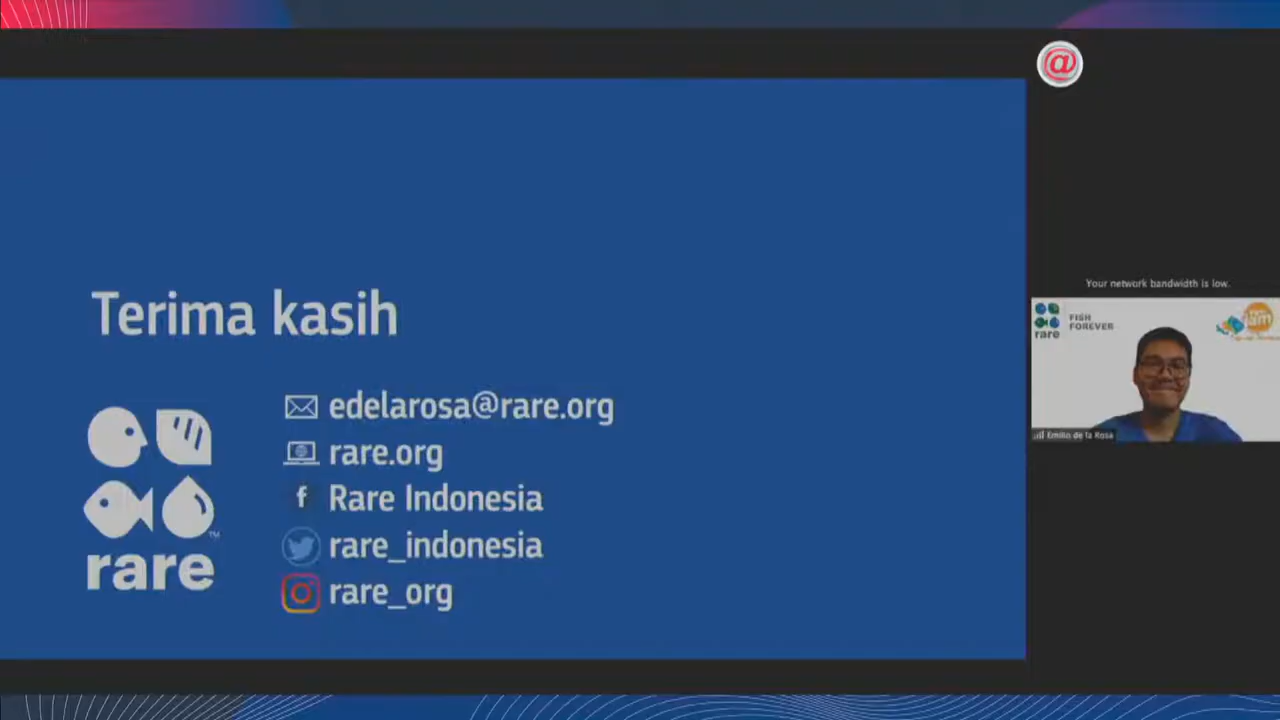 @
Terima kasih
edelarosa@rare.org
rare.org
f Rare Indonesia
rare_indonesia
rare_org
rare
TM
Your network bandwidth is low.
rare
FISH
FOREVER
Emilio de la Rosa